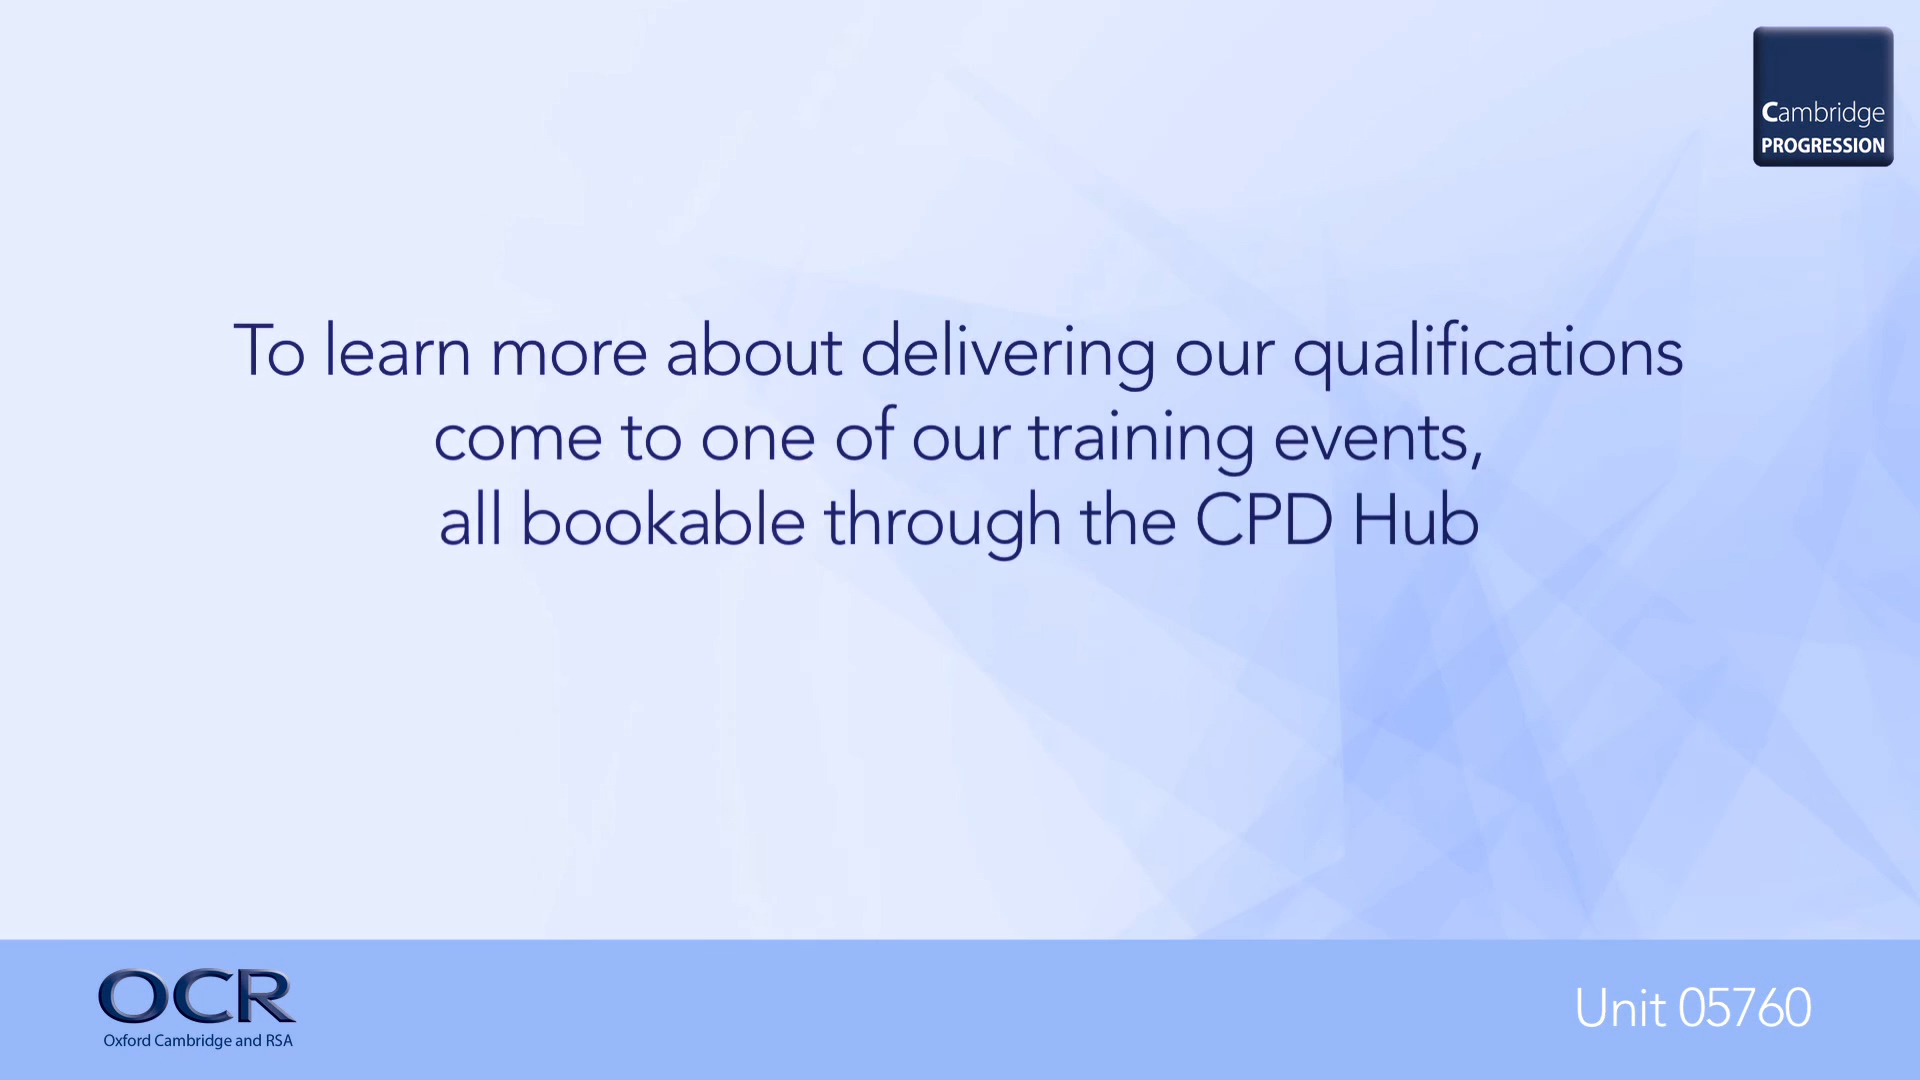 Cambridge
PROGRESSION
To learn more about delivering our qualifications
come to one of our training events,
all bookable through the CPD Hub
OCR
Oxford Cambridge and RSA
Unit 05760